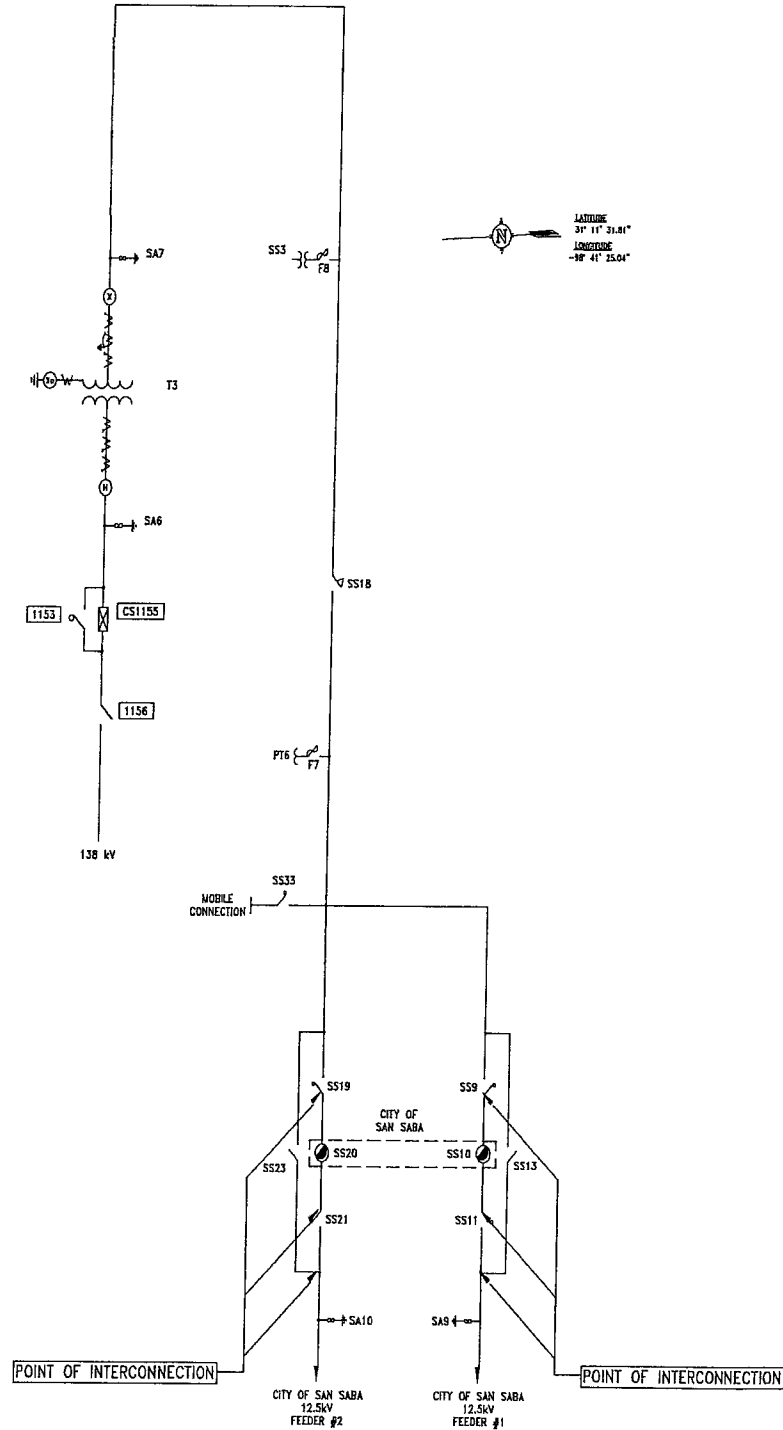 LATITUDE
31° 11' 31.81"
LONGITUDE
-98° 41' 25.04"
N
SA7
SS3
F8
X
Xo
T3
H
SA6
SS18
1153
CS1155
1156
PT6
F7
138 kV
SS33
MOBILE
CONNECTION
SS19
SS9
CITY OF
SAN SABA
SS20
SS10
SS23
SS13
SS21
SS11
SA10
SA9
POINT OF INTERCONNECTION
POINT OF INTERCONNECTION
CITY OF SAN SABA
12.5kV
FEEDER #2
CITY OF SAN SABA
12.5kV
FEEDER #1